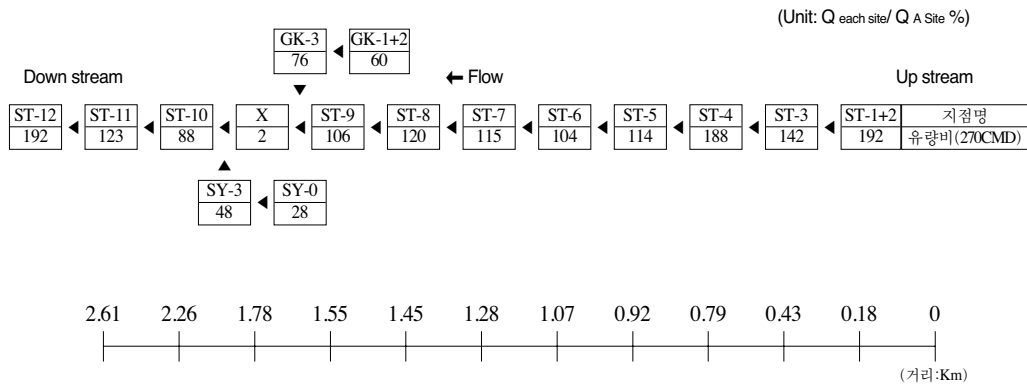 (Unit: Q each site/ Q A Site %)
GK-3 GK-1+2
76 60
Down stream Flow Up stream
ST-12 ST-11 ST-10 X ST-9 ST-8 ST-7 ST-6 ST-5 ST-4 ST-3 ST-1+2 지점명
192 123 88 2 106 120 115 104 114 188 142 192 유량비(270CMD)
SY-3 SY-0
48 28
2.61 2.26 1.78 1.55 1.45 1.28 1.07 0.92 0.79 0.43 0.18 0
(거리:Km)